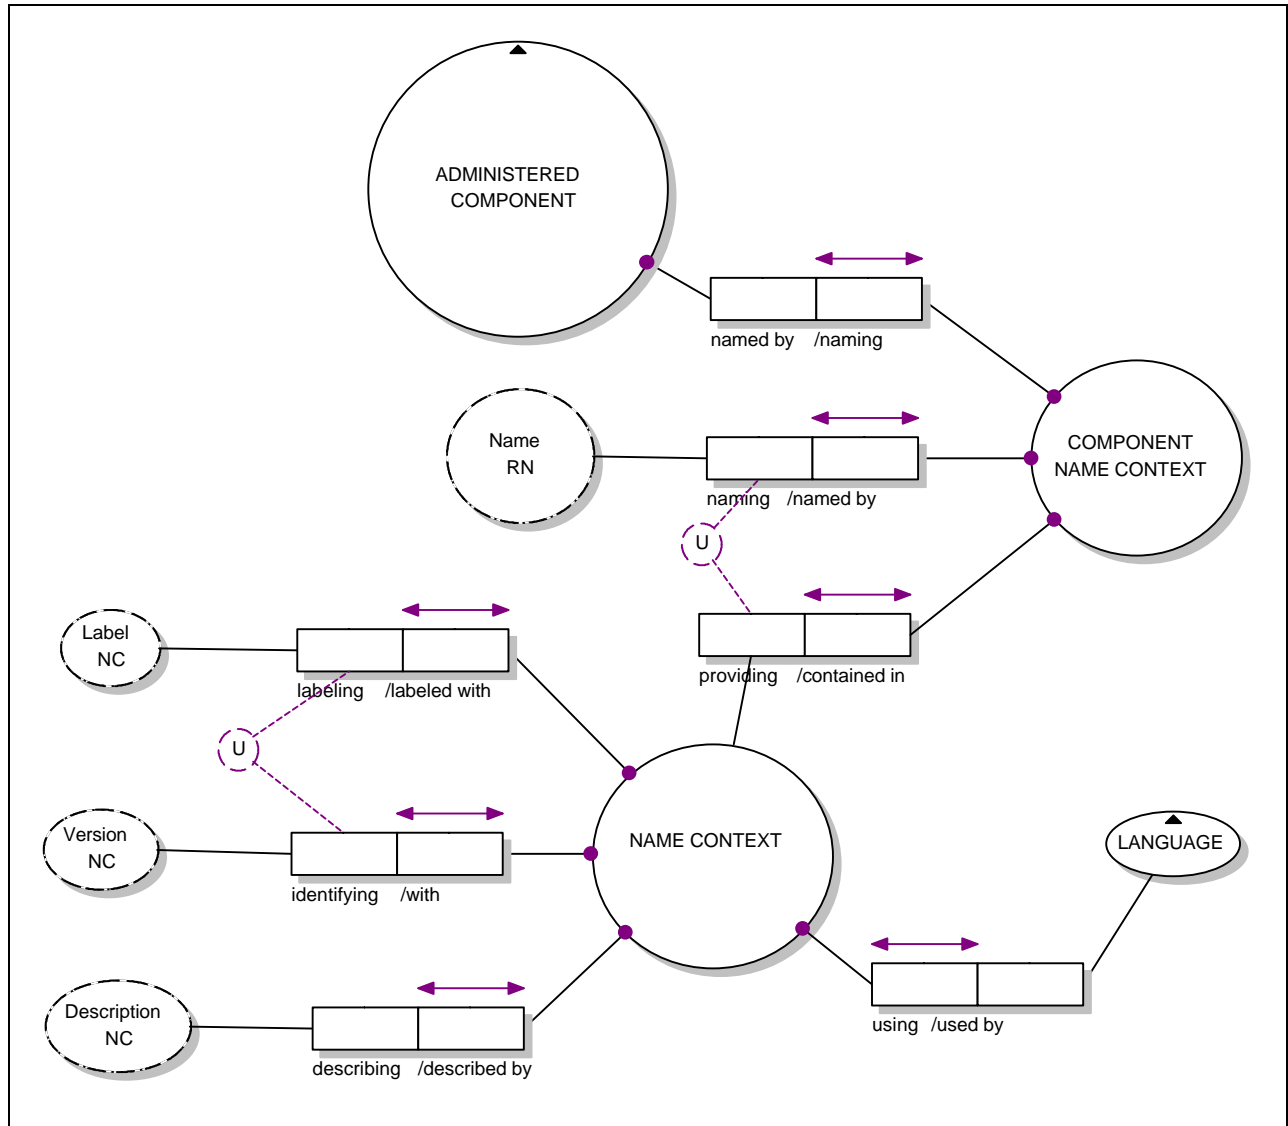 ADMINISTERED
COMPONENT
named by /naming
Name
RN
naming /named by
COMPONENT
NAME CONTEXT
U
providing /contained in
Label
NC
labeling /labeled with
U
Version
NC
identifying /with
NAME CONTEXT
LANGUAGE
Description
NC
describing /described by
using /used by